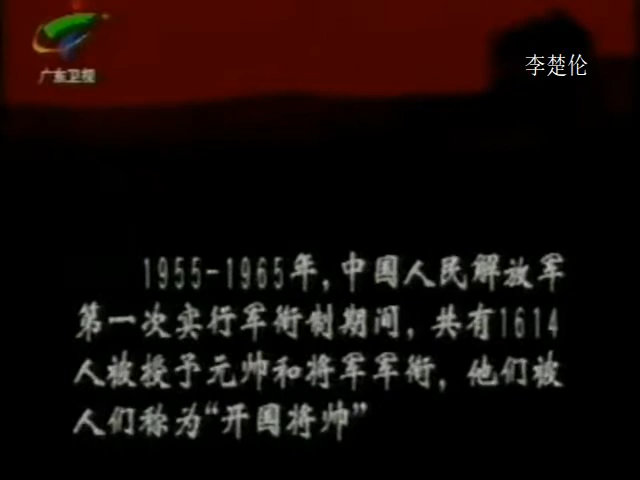 广东卫视
李楚伦
1955-1965年，中国人民解放军
第一次实行军衔制期间，共有1614
人被授予元帅和将军军衔，他们被
人们称为“开国将帅”